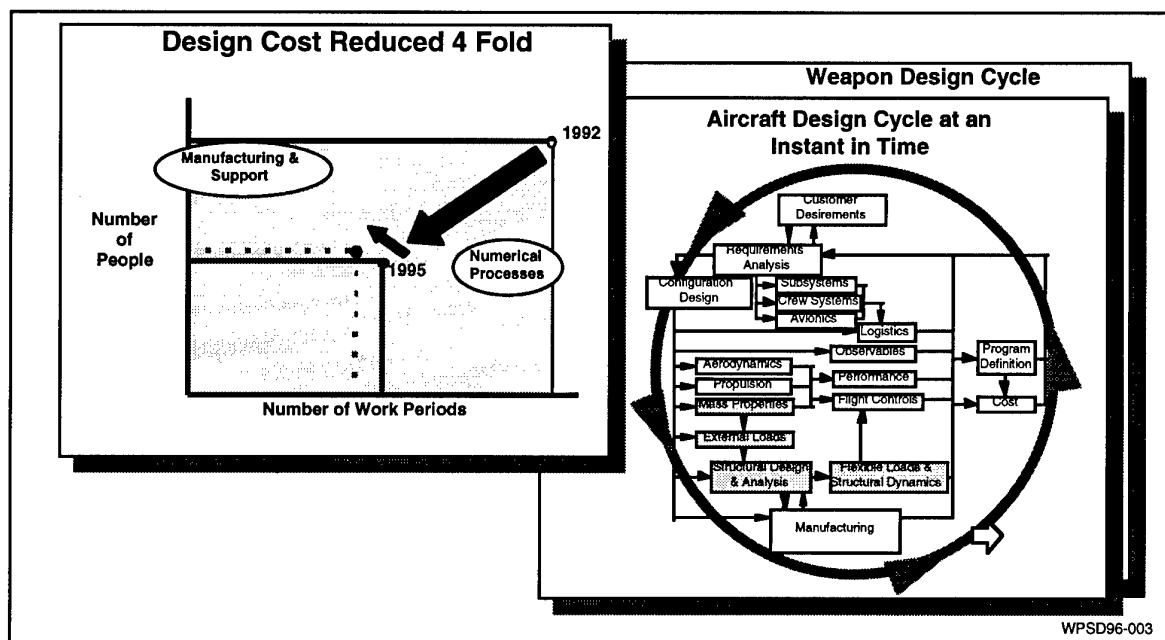 Design Cost Reduced 4 Fold
1992
Manufacturing &
Support
Number
of
People
1995
Numerical
Processes
Number of Work Periods
Weapon Design Cycle
Aircraft Design Cycle at an
Instant in Time
Customer
Desirements
Requirements
Analysis
Configuration
Design
Subsystems
Crew Systems
Avionics
Logistics
Observables
Aerodynamics
Propulsion
Mass Properties
Performance
Flight Controls
Program
Definition
Cost
External Loads
Structural Design
& Analysis
Flexible Loads &
Structural Dynamics
Manufacturing
WPSD96-003